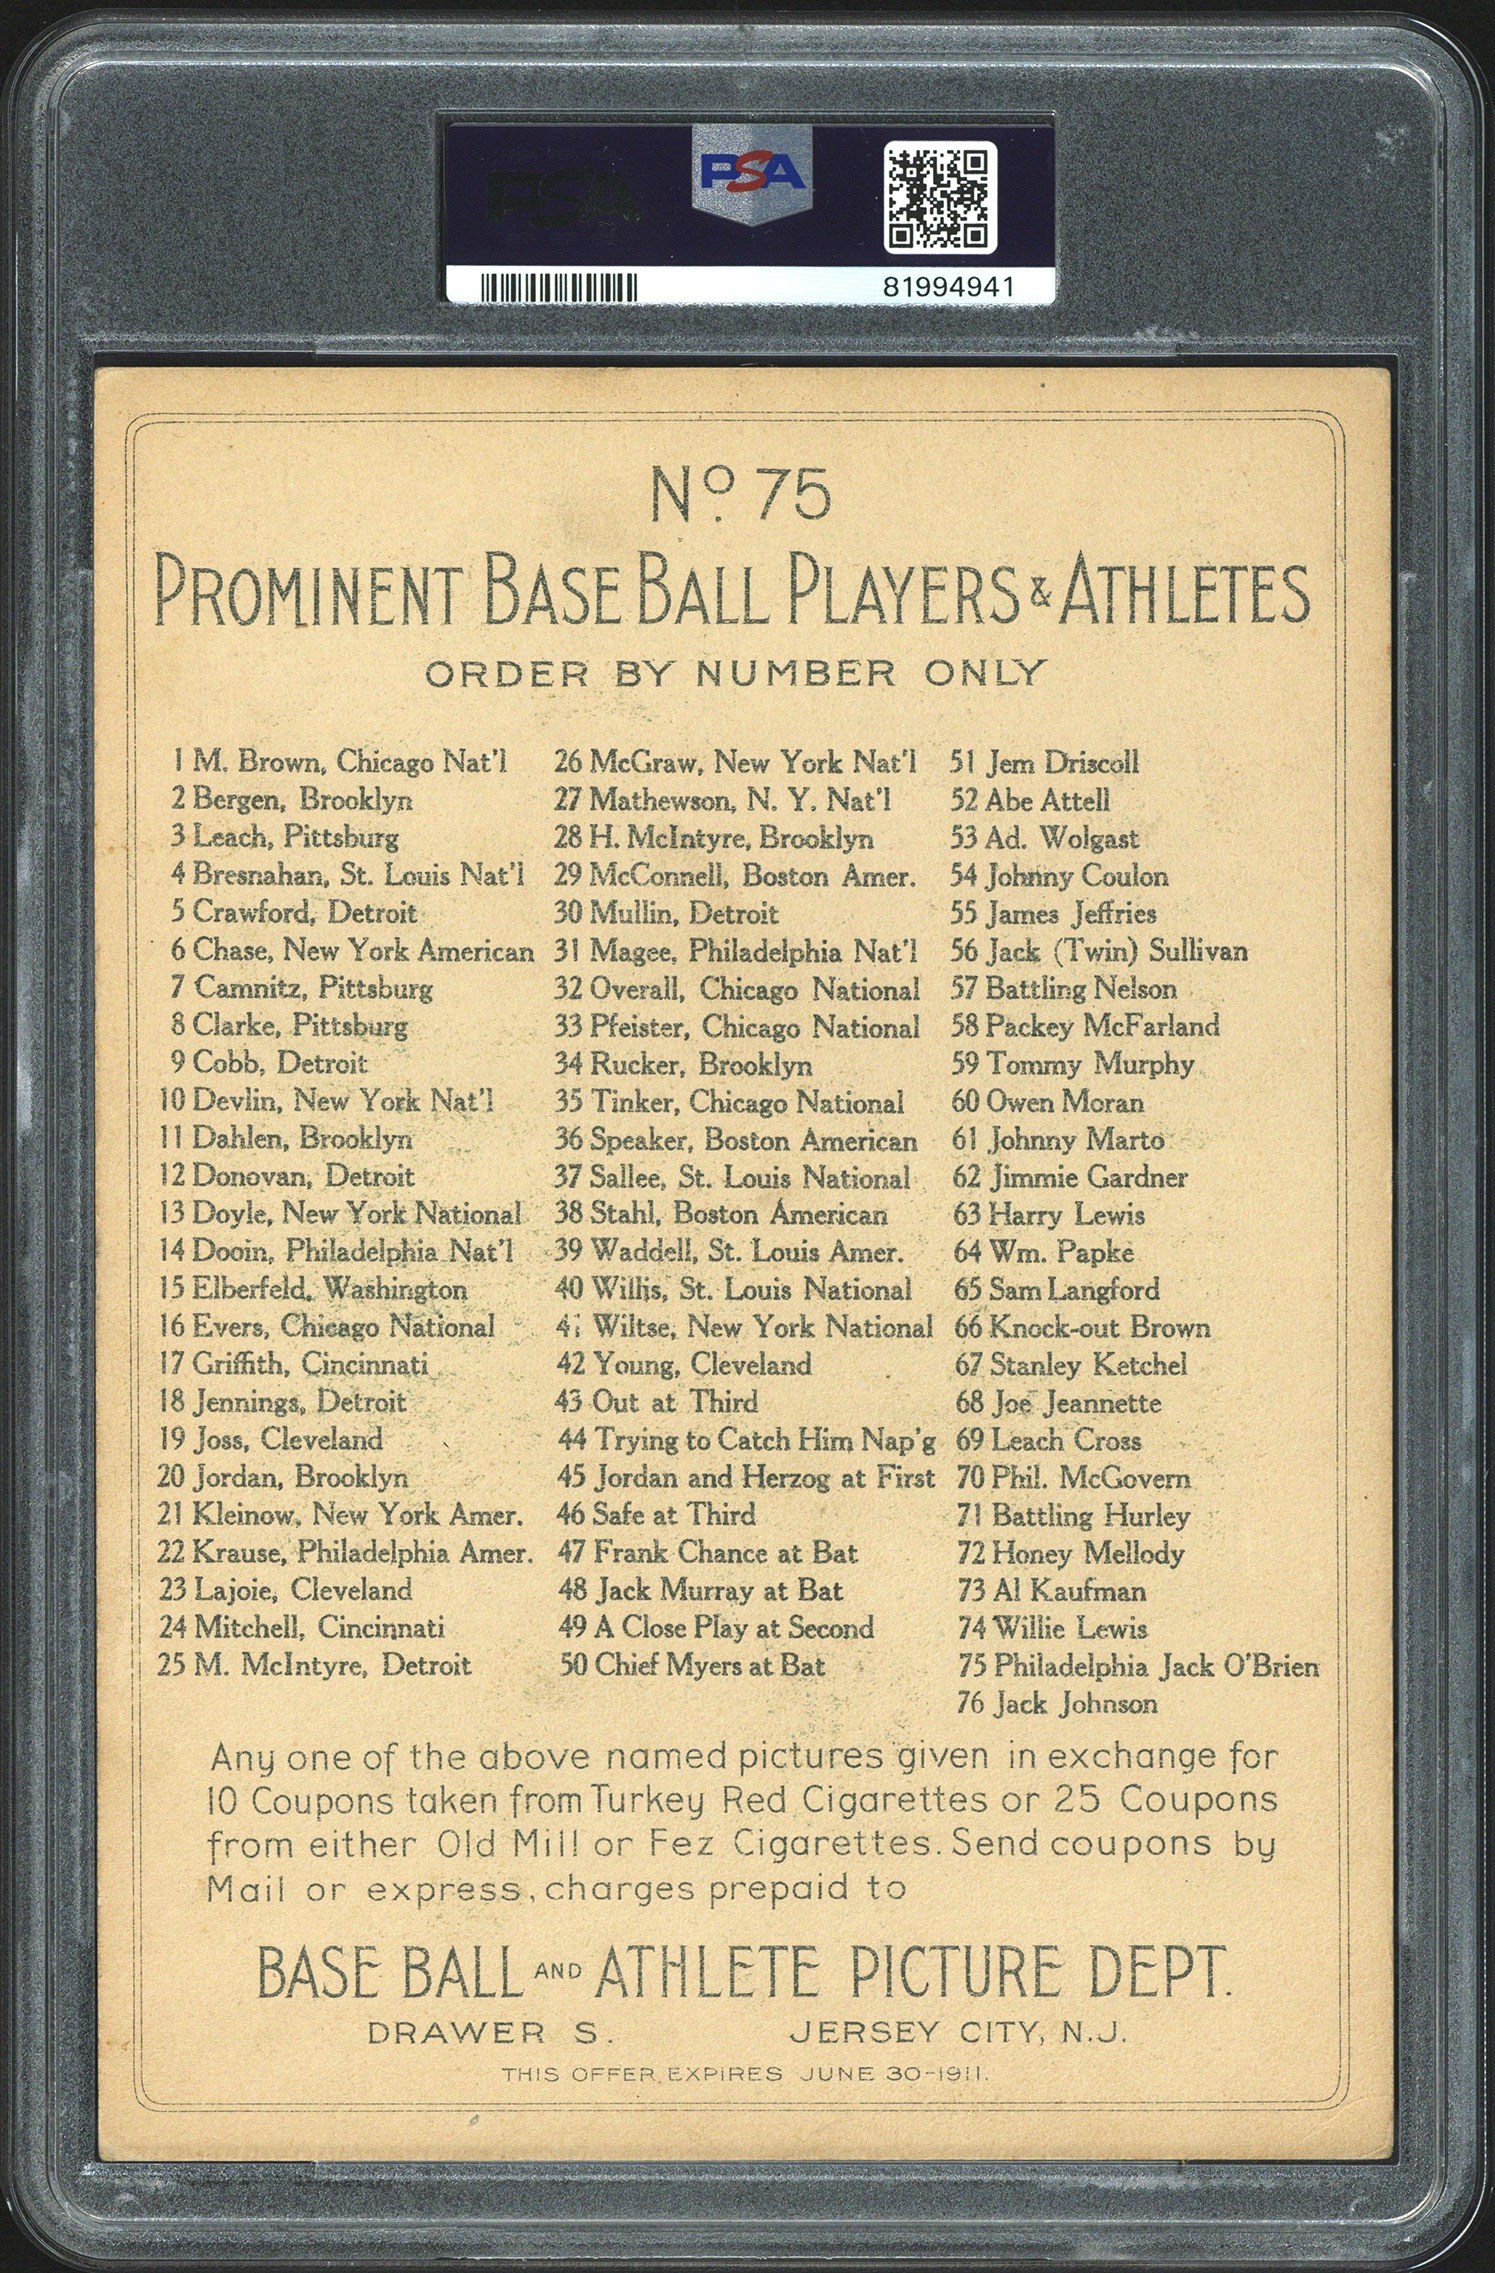 PSA
81994941
No. 75
PROMINENT BASE BALL PLAYERS & ATHLETES
ORDER BY NUMBER ONLY
1 M. Brown, Chicago Nat'l
2 Bergen, Brooklyn
3 Leach, Pittsburg
4 Bresnahan, St. Louis Nat'l
5 Crawford, Detroit
6 Chase, New York American
7 Camnitz, Pittsburg
8 Clarke, Pittsburg
9 Cobb, Detroit
10 Devlin, New York Nat'l
11 Dahlen, Brooklyn
12 Donovan, Detroit
13 Doyle, New York National
14 Dooin, Philadelphia Nat'l
15 Elberfeld, Washington
16 Evers, Chicago National
17 Griffith, Cincinnati
18 Jennings, Detroit
19 Joss, Cleveland
20 Jordan, Brooklyn
21 Kleinow, New York Amer.
22 Krause, Philadelphia Amer.
23 Lajoie, Cleveland
24 Mitchell, Cincinnati
25 M. McIntyre, Detroit
26 McGraw, New York Nat'l
27 Mathewson, N. Y. Nat'l
28 H. McIntyre, Brooklyn
29 McConnell, Boston Amer.
30 Mullin, Detroit
31 Magee, Philadelphia Nat'l
32 Overall, Chicago National
33 Pfeister, Chicago National
34 Rucker, Brooklyn
35 Tinker, Chicago National
36 Speaker, Boston American
37 Sallee, St. Louis National
38 Stahl, Boston American
39 Waddell, St. Louis Amer.
40 Willis, St. Louis National
41 Wiltse, New York National
42 Young, Cleveland
43 Out at Third
44 Trying to Catch Him Nap'g
45 Jordan and Herzog at First
46 Safe at Third
47 Frank Chance at Bat
48 Jack Murray at Bat
49 A Close Play at Second
50 Chief Myers at Bat
51 Jem Driscoll
52 Abe Attell
53 Ad. Wolgast
54 Johnny Coulon
55 James Jeffries
56 Jack (Twin) Sullivan
57 Battling Nelson
58 Packey McFarland
59 Tommy Murphy
60 Owen Moran
61 Johnny Marto
62 Jimmie Gardner
63 Harry Lewis
64 Wm. Papke
65 Sam Langford
66 Knock-out Brown
67 Stanley Ketchel
68 Joe Jeannette
69 Leach Cross
70 Phil. McGovern
71 Battling Hurley
72 Honey Mellody
73 Al Kaufman
74 Willie Lewis
75 Philadelphia Jack O'Brien
76 Jack Johnson
Any one of the above named pictures given in exchange for
10 Coupons taken from Turkey Red Cigarettes or 25 Coupons
from either Old Mill or Fez Cigarettes. Send coupons by
Mail or express, charges prepaid to
BASE BALL AND ATHLETE PICTURE DEPT.
DRAWER S. JERSEY CITY, N.J.
THIS OFFER EXPIRES JUNE 30-1911.